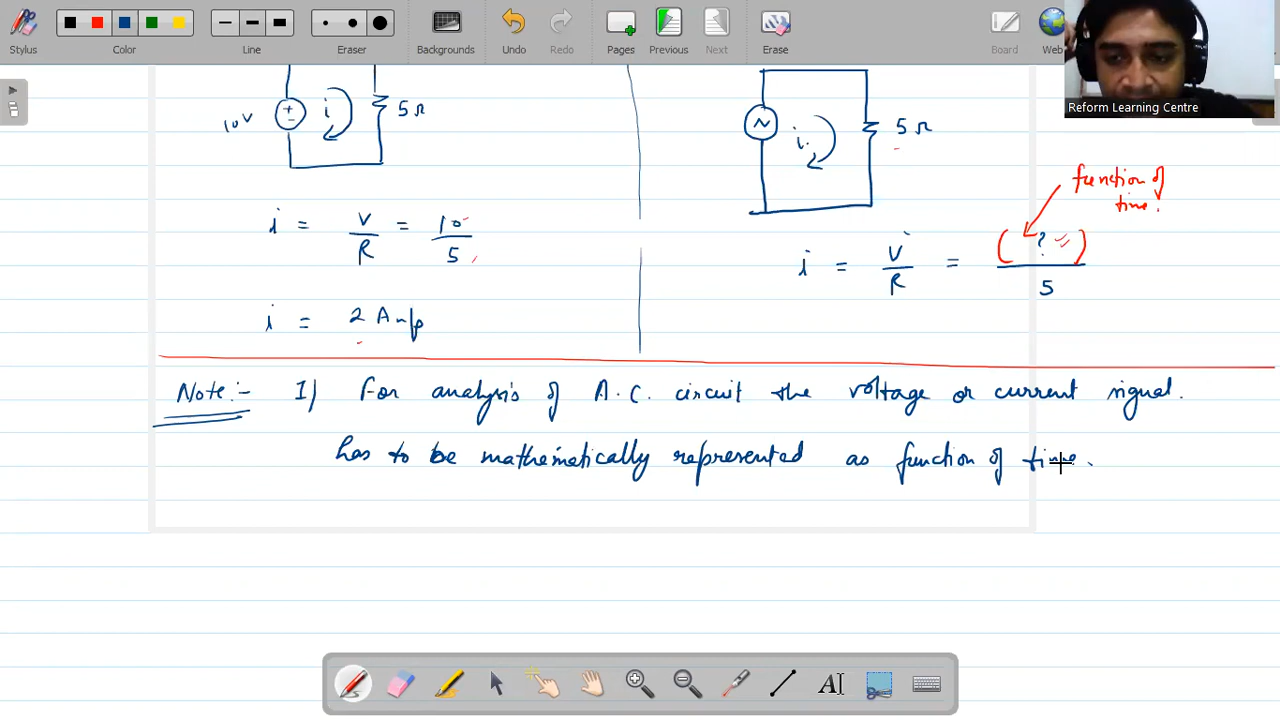 Stylus
Color
Line
Eraser
Backgrounds
Undo
Redo
Pages
Previous
Next
Erase
Board
Web
Reform Learning Centre
10V
+
-
i
5Ω
i
5Ω
function of
time.
i = V/R = 10/5
i = V/R = ( ? )/5
i = 2 Amp
Note:- 1) For analysis of A.C. circuit the voltage or current signal.
has to be mathematically represented as function of time.
A